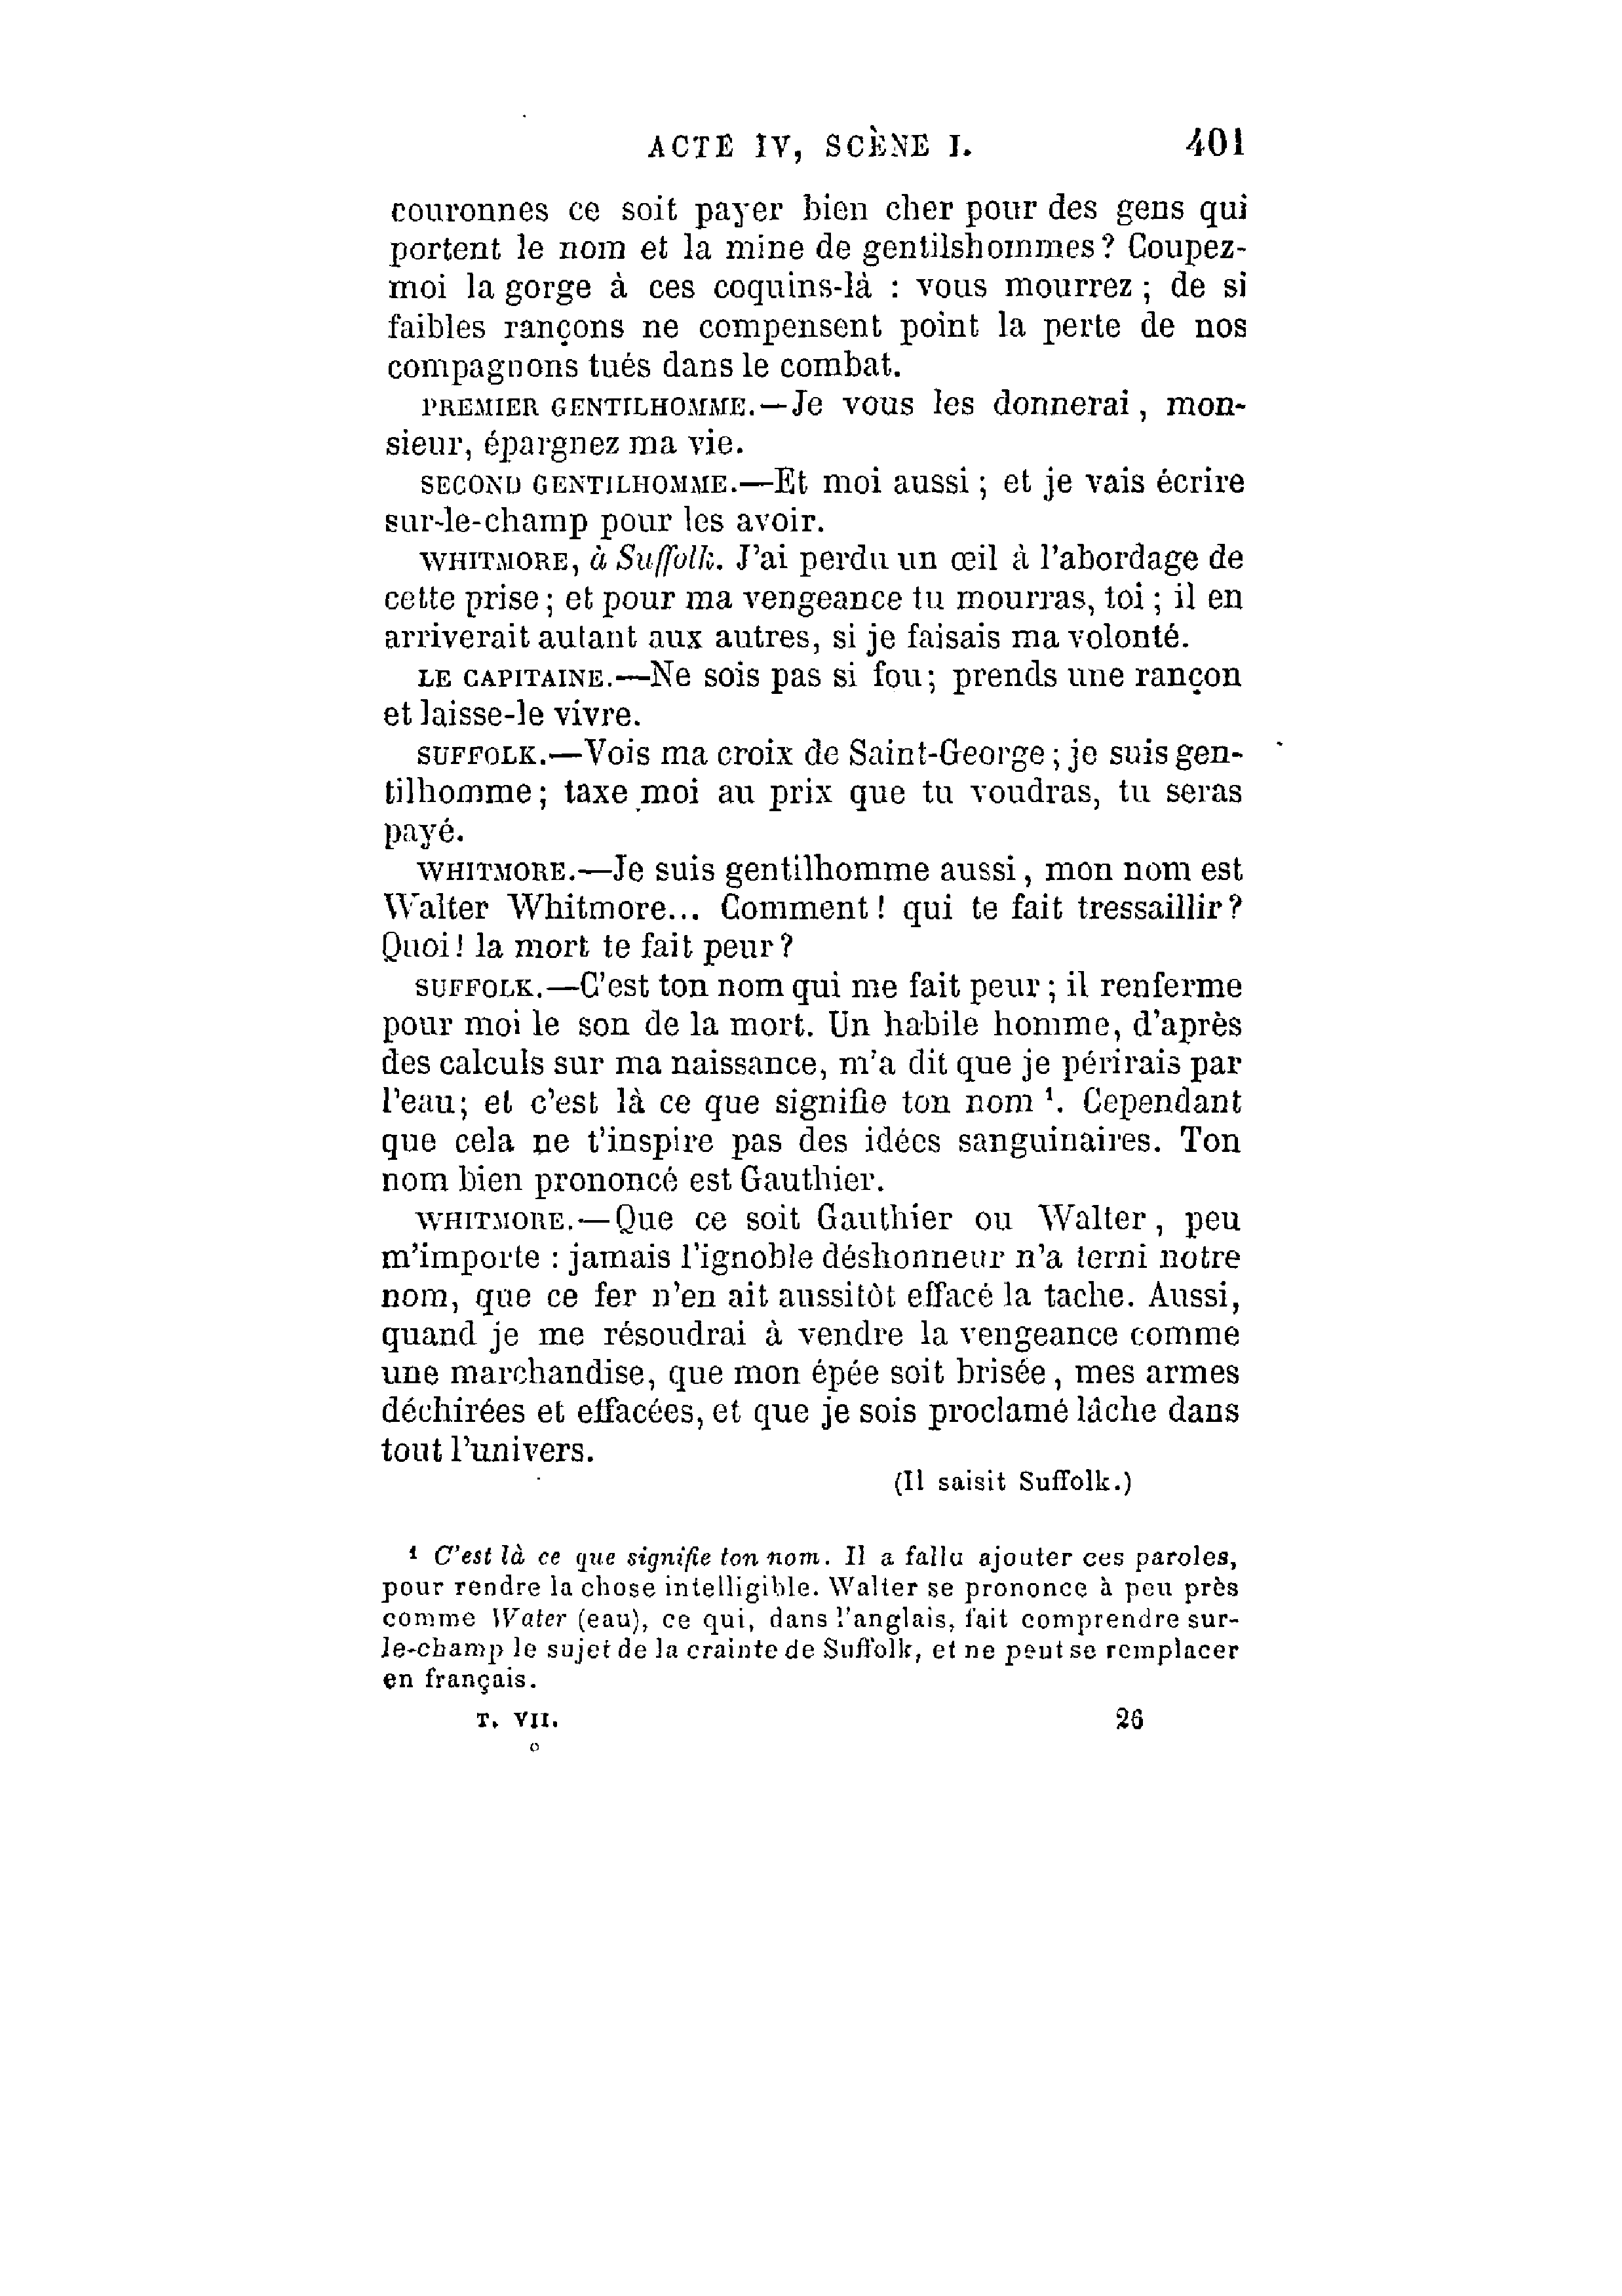 ACTE IV, SCÈNE I. 401
couronnes ce soit payer bien cher pour des gens qui
portent le nom et la mine de gentilshommes? Coupez-
moi la gorge à ces coquins-là : vous mourrez ; de si
faibles rançons ne compensent point la perte de nos
compagnons tués dans le combat.
PREMIER GENTILHOMME.—Je vous les donnerai, mon-
sieur, épargnez ma vie.
SECOND GENTILHOMME.—Et moi aussi ; et je vais écrire
sur-le-champ pour les avoir.
WHITMORE, à Suffolk. J'ai perdu un œil à l'abordage de
cette prise ; et pour ma vengeance tu mourras, toi ; il en
arriverait autant aux autres, si je faisais ma volonté.
LE CAPITAINE.—Ne sois pas si fou ; prends une rançon
et laisse-le vivre.
SUFFOLK.—Vois ma croix de Saint-George ; je suis gen-
tilhomme ; taxe moi au prix que tu voudras, tu seras
payé.
WHITMORE.—Je suis gentilhomme aussi, mon nom est
Walter Whitmore... Comment ! qui te fait tressaillir ?
Quoi ! la mort te fait peur ?
SUFFOLK.—C'est ton nom qui me fait peur ; il renferme
pour moi le son de la mort. Un habile homme, d'après
des calculs sur ma naissance, m'a dit que je périrais par
l'eau ; et c'est là ce que signifie ton nom ¹. Cependant
que cela ne t'inspire pas des idées sanguinaires. Ton
nom bien prononcé est Gauthier.
WHITMORE.—Que ce soit Gauthier ou Walter, peu
m'importe : jamais l'ignoble déshonneur n'a terni notre
nom, que ce fer n'en ait aussitôt effacé la tache. Aussi,
quand je me résoudrai à vendre la vengeance comme
une marchandise, que mon épée soit brisée, mes armes
déchirées et effacées, et que je sois proclamé lâche dans
tout l'univers.
(Il saisit Suffolk.)
¹ C'est là ce que signifie ton nom. Il a fallu ajouter ces paroles,
pour rendre la chose intelligible. Walter se prononce à peu près
comme Water (eau), ce qui, dans l'anglais, fait comprendre sur-
le-champ le sujet de la crainte de Suffolk, et ne peut se remplacer
en français.
T. VII. 26